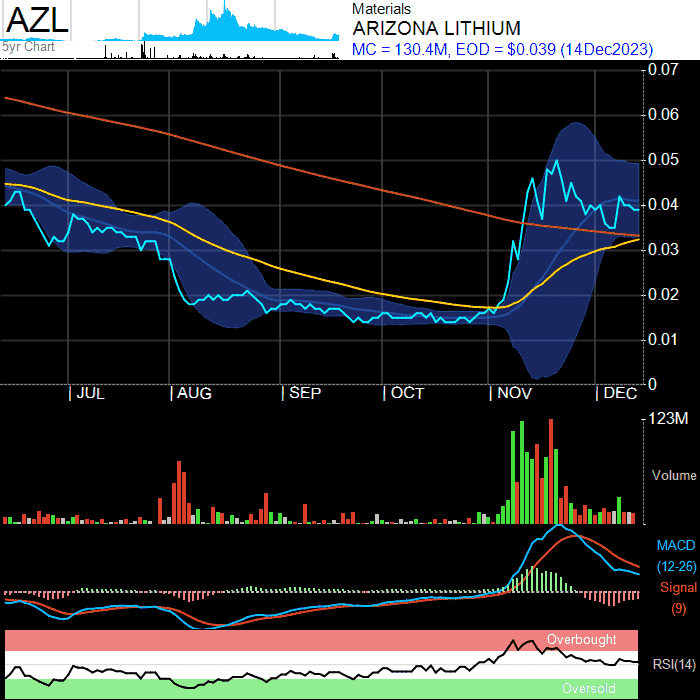 AZL
5yr Chart
Materials
ARIZONA LITHIUM
MC = 130.4M, EOD = $0.039 (14Dec2023)
0.07
0.06
0.05
0.04
0.03
0.02
0.01
0
JUL AUG SEP OCT NOV DEC
123M
Volume
MACD
(12-26)
Signal
(9)
Overbought
RSI(14)
Oversold